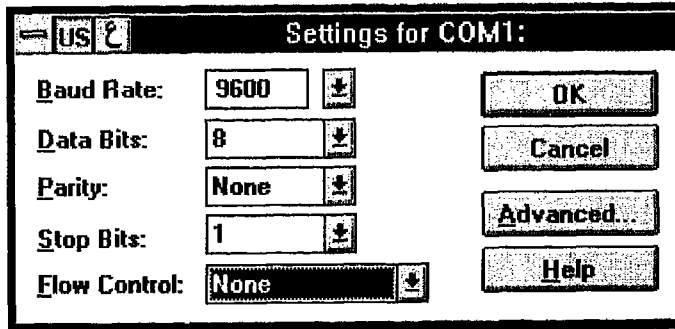 US ع Settings for COM1:
Baud Rate: 9600 OK
Data Bits: 8 Cancel
Parity: None
Advanced...
Stop Bits: 1
Flow Control: None Help